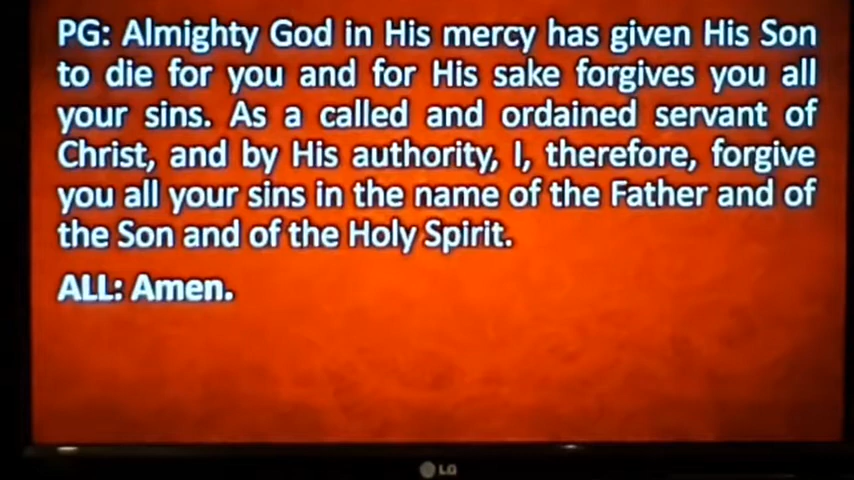 PG: Almighty God in His mercy has given His Son
to die for you and for His sake forgives you all
your sins. As a called and ordained servant of
Christ, and by His authority, I, therefore, forgive
you all your sins in the name of the Father and of
the Son and of the Holy Spirit.
ALL: Amen.
LG